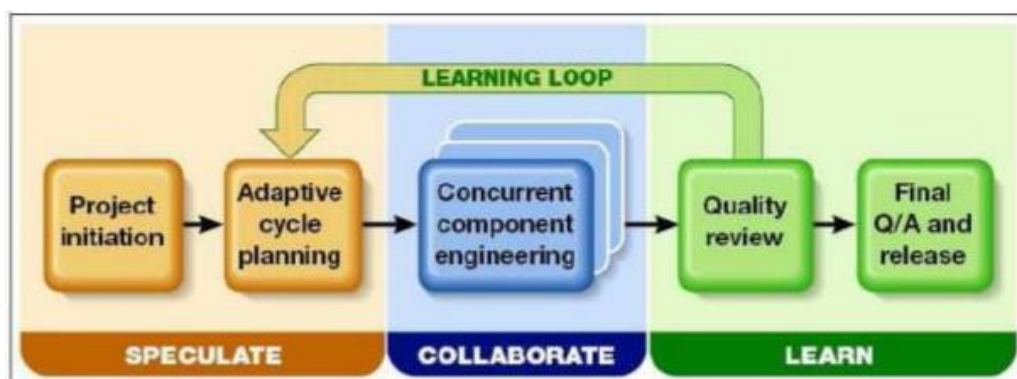 LEARNING LOOP
Project
initiation
Adaptive
cycle
planning
Concurrent
component
engineering
Quality
review
Final
Q/A and
release
SPECULATE
COLLABORATE
LEARN